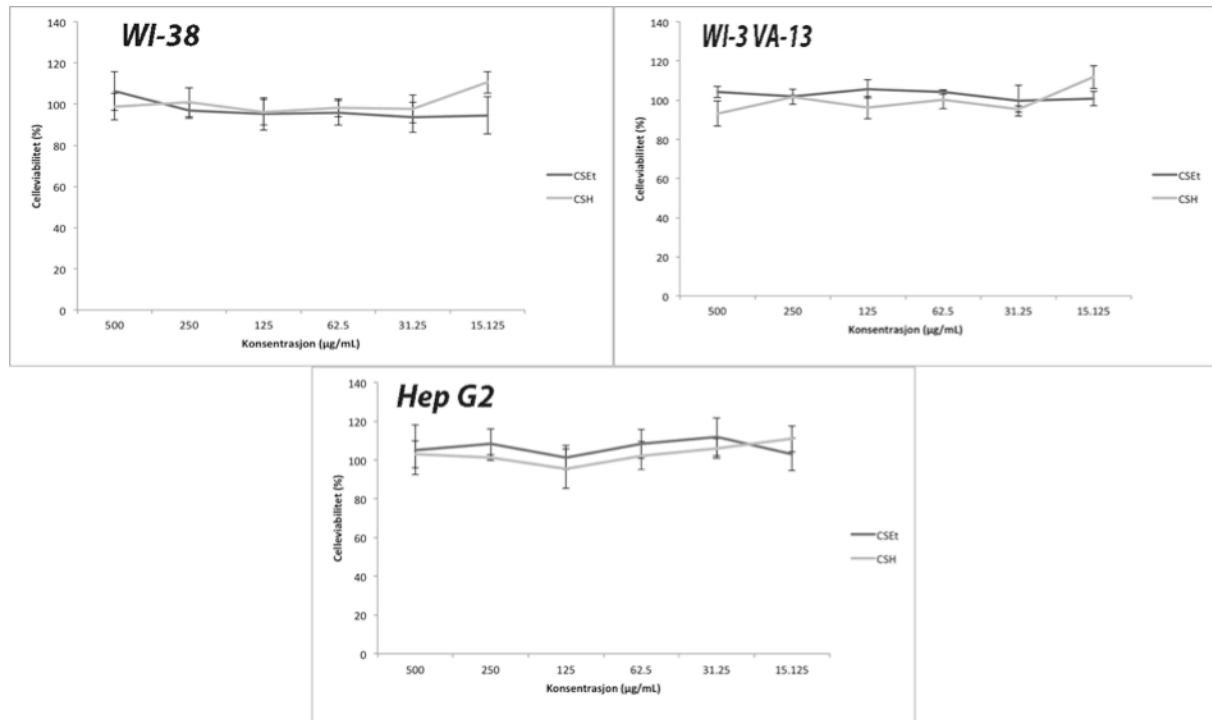 WI-38
140
120
100
80
60
40
20
0
Celleviabilitet (%)
500 250 125 62.5 31.25 15.125
Konsentrasjon (µg/mL)
CSEt
CSH
WI-3 VA-13
140
120
100
80
60
40
20
0
Celleviabilitet (%)
500 250 125 62.5 31.25 15.125
Konsentrasjon (µg/mL)
CSEt
CSH
Hep G2
140
120
100
80
60
40
20
0
Celleviabilitet (%)
500 250 125 62.5 31.25 15.125
Konsentrasjon (µg/mL)
CSEt
CSH